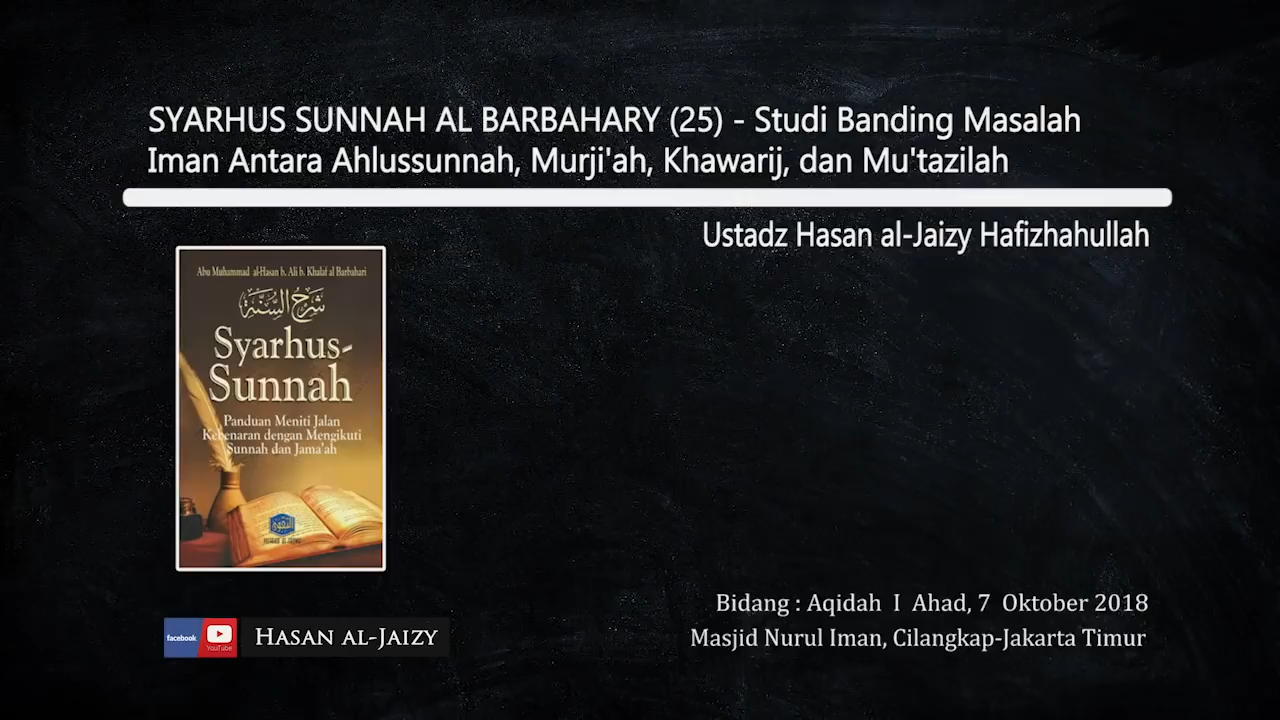 SYARHUS SUNNAH AL BARBAHARY (25) - Studi Banding Masalah
Iman Antara Ahlussunnah, Murji'ah, Khawarij, dan Mu'tazilah
Ustadz Hasan al-Jaizy Hafizhahullah
Abu Muhammad al-Hasan b. Ali b. Khalaf al Barbahari
شرح السنة
Syarhus-
Sunnah
Panduan Meniti Jalan
Kebenaran dengan Mengikuti
Sunnah dan Jama'ah
Bidang : Aqidah I Ahad, 7 Oktober 2018
Masjid Nurul Iman, Cilangkap-Jakarta Timur
facebook
YouTube
HASAN AL-JAIZY